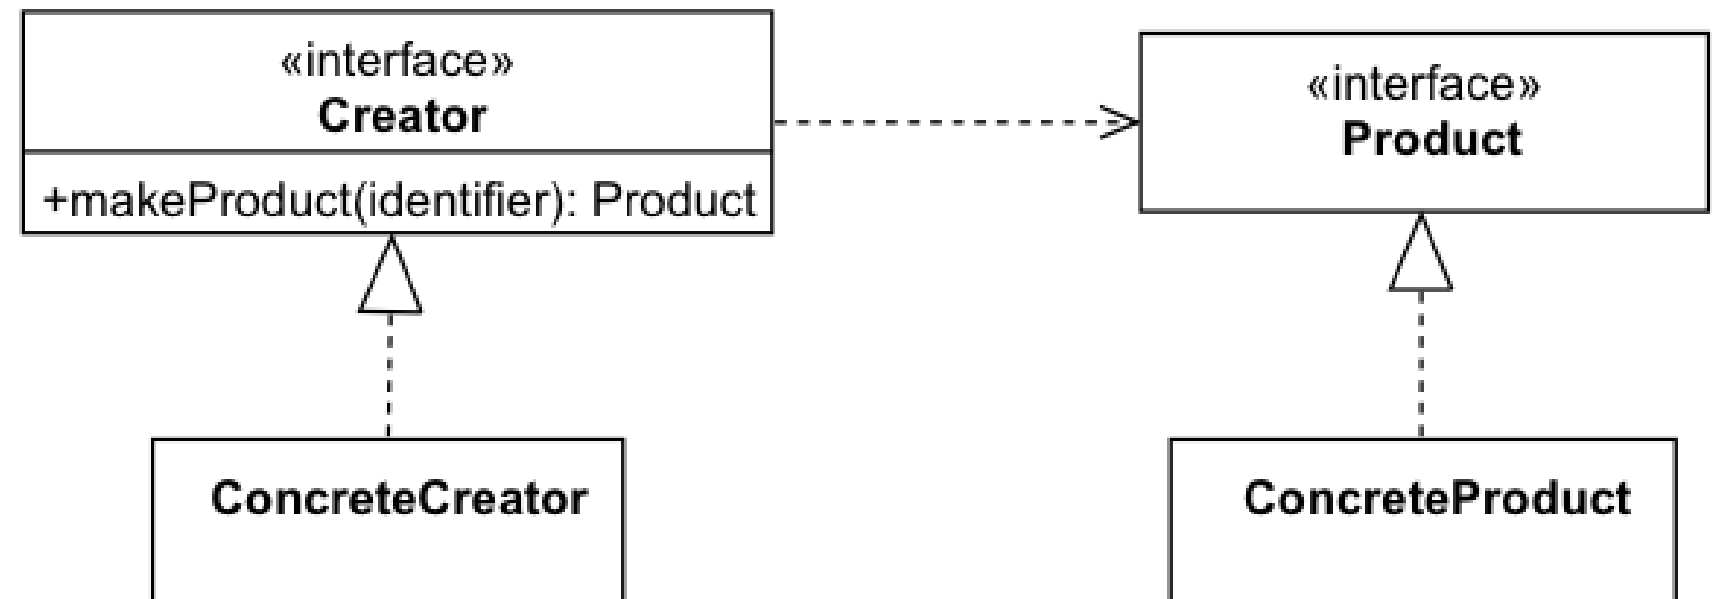 «interface»
Creator
+makeProduct(identifier): Product
«interface»
Product
ConcreteCreator
ConcreteProduct